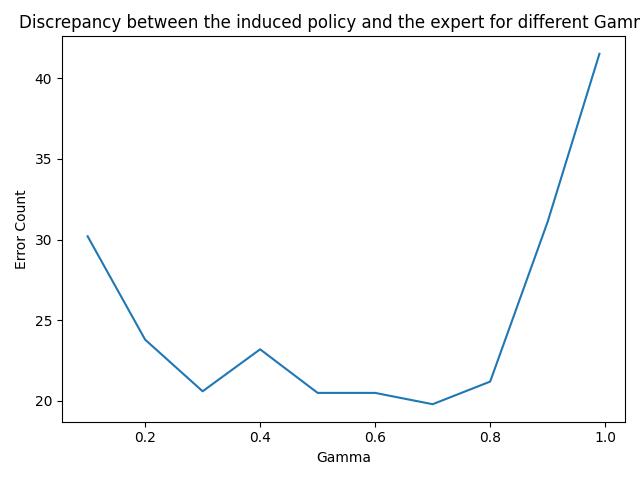 Discrepancy between the induced policy and the expert for different Gam
40
35
30
25
20
Error Count
0.2 0.4 0.6 0.8 1.0
Gamma